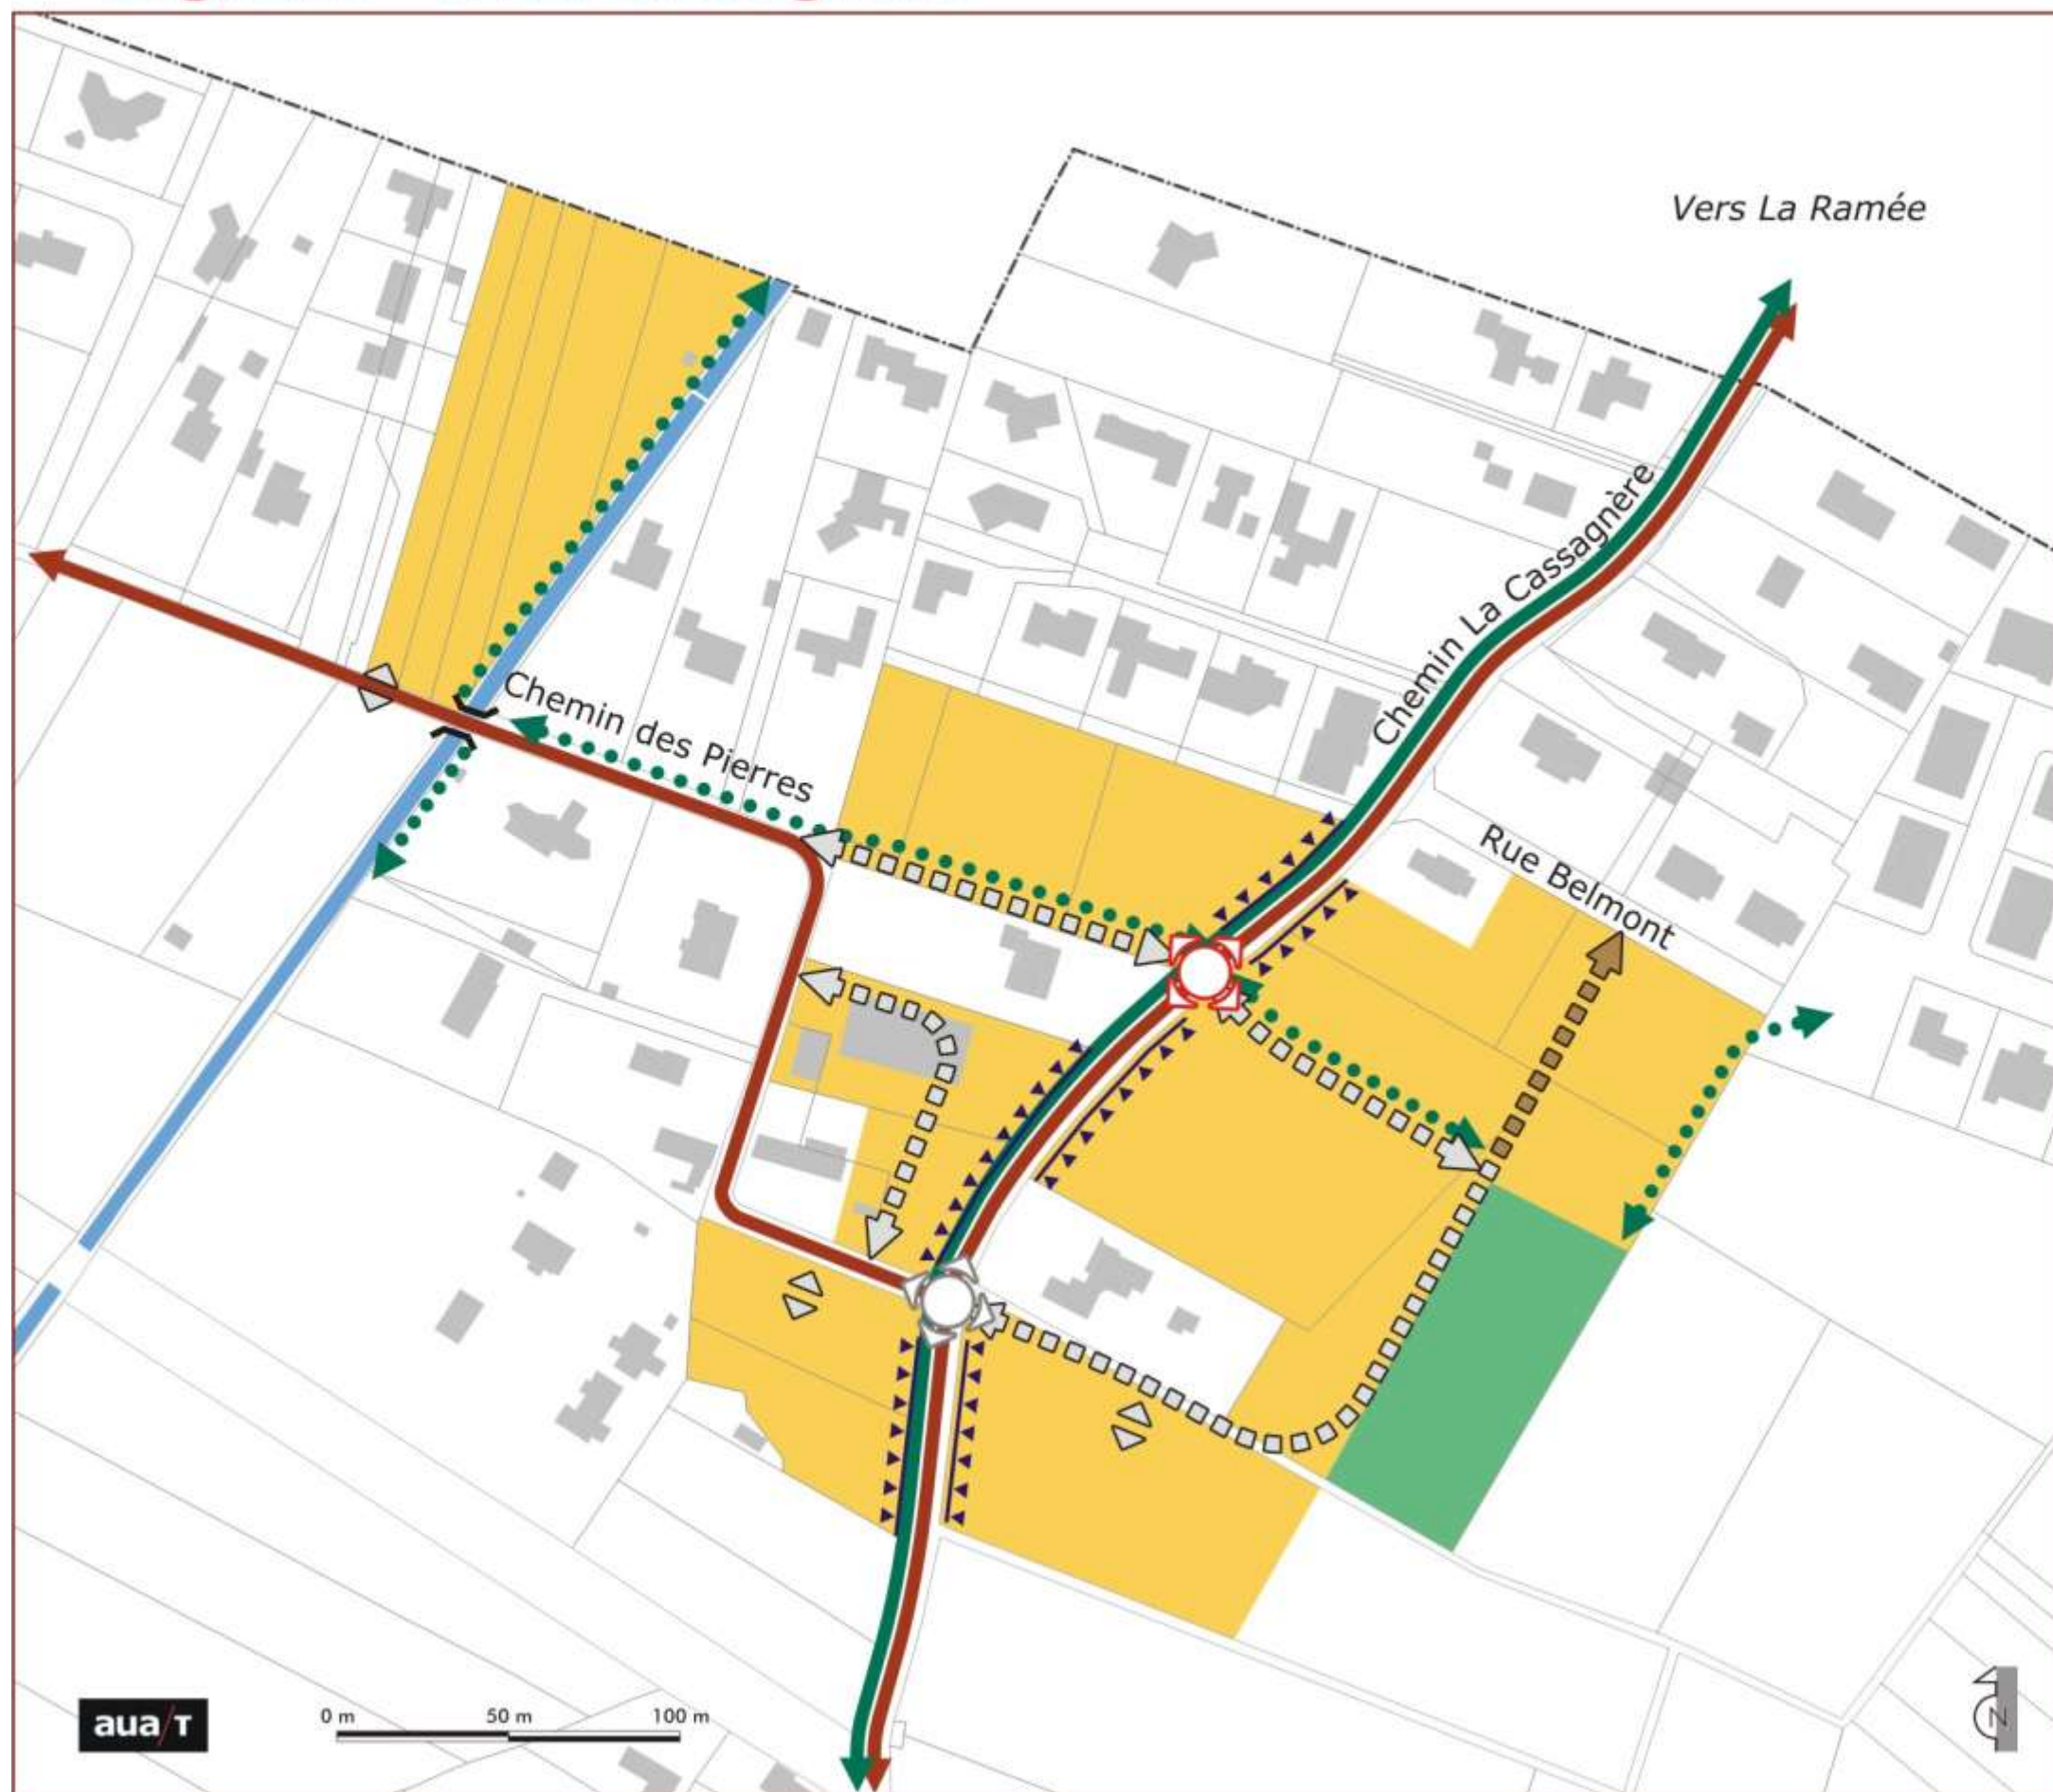 Vers La Ramée
Chemin La Cassagnère
Chemin des Pierres
Rue Belmont
aua/T
0 m 50 m 100 m
N